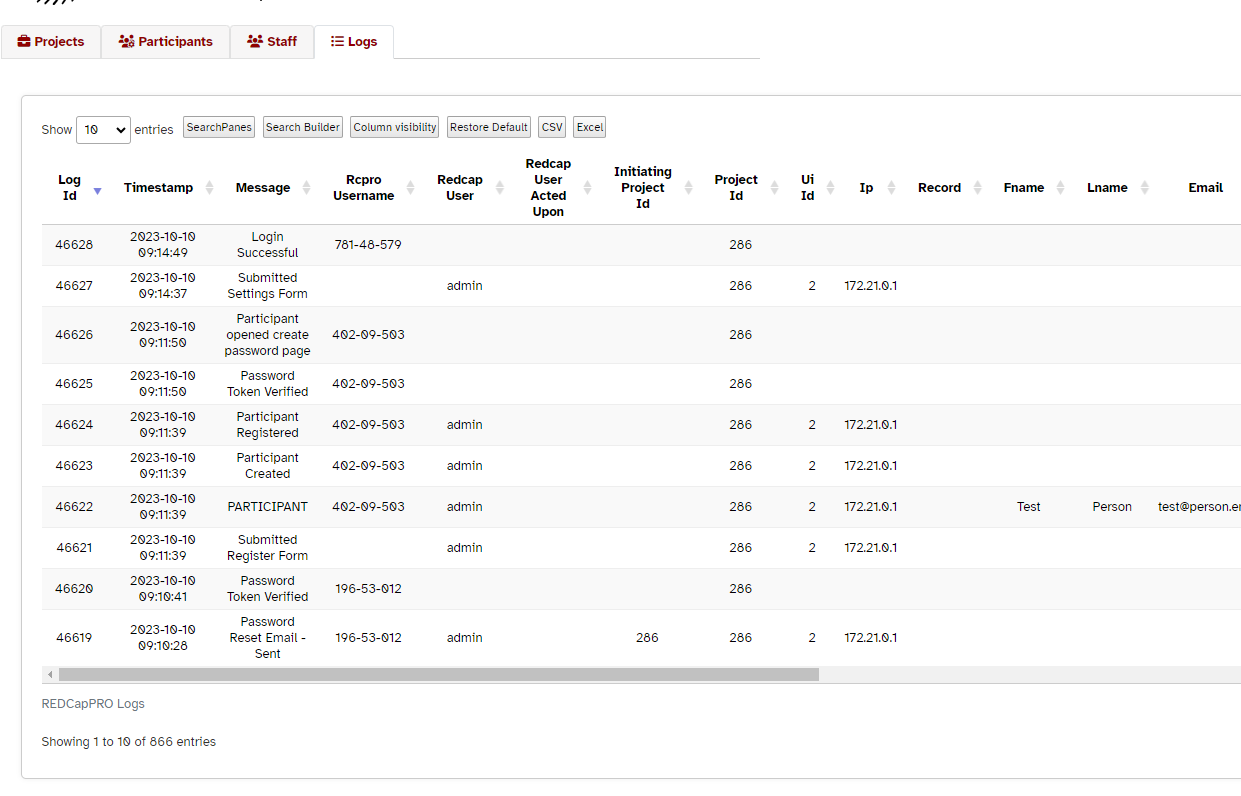 Projects Participants Staff Logs
Show 10 entries SearchPanes Search Builder Column visibility Restore Default CSV Excel
Log Id Timestamp Message Rcpro Username Redcap User Redcap User Acted Upon Initiating Project Id Project Id Ui Id Ip Record Fname Lname Email
46628 2023-10-10 09:14:49 Login Successful 781-48-579 286
46627 2023-10-10 09:14:37 Submitted Settings Form admin 286 2 172.21.0.1
46626 2023-10-10 09:11:50 Participant opened create password page 402-09-503 286
46625 2023-10-10 09:11:50 Password Token Verified 402-09-503 286
46624 2023-10-10 09:11:39 Participant Registered 402-09-503 admin 286 2 172.21.0.1
46623 2023-10-10 09:11:39 Participant Created 402-09-503 admin 286 2 172.21.0.1
46622 2023-10-10 09:11:39 PARTICIPANT 402-09-503 admin 286 2 172.21.0.1 Test Person test@person.e
46621 2023-10-10 09:11:39 Submitted Register Form admin 286 2 172.21.0.1
46620 2023-10-10 09:10:41 Password Token Verified 196-53-012 286
46619 2023-10-10 09:10:28 Password Reset Email - Sent 196-53-012 admin 286 286 2 172.21.0.1
REDCapPRO Logs
Showing 1 to 10 of 866 entries